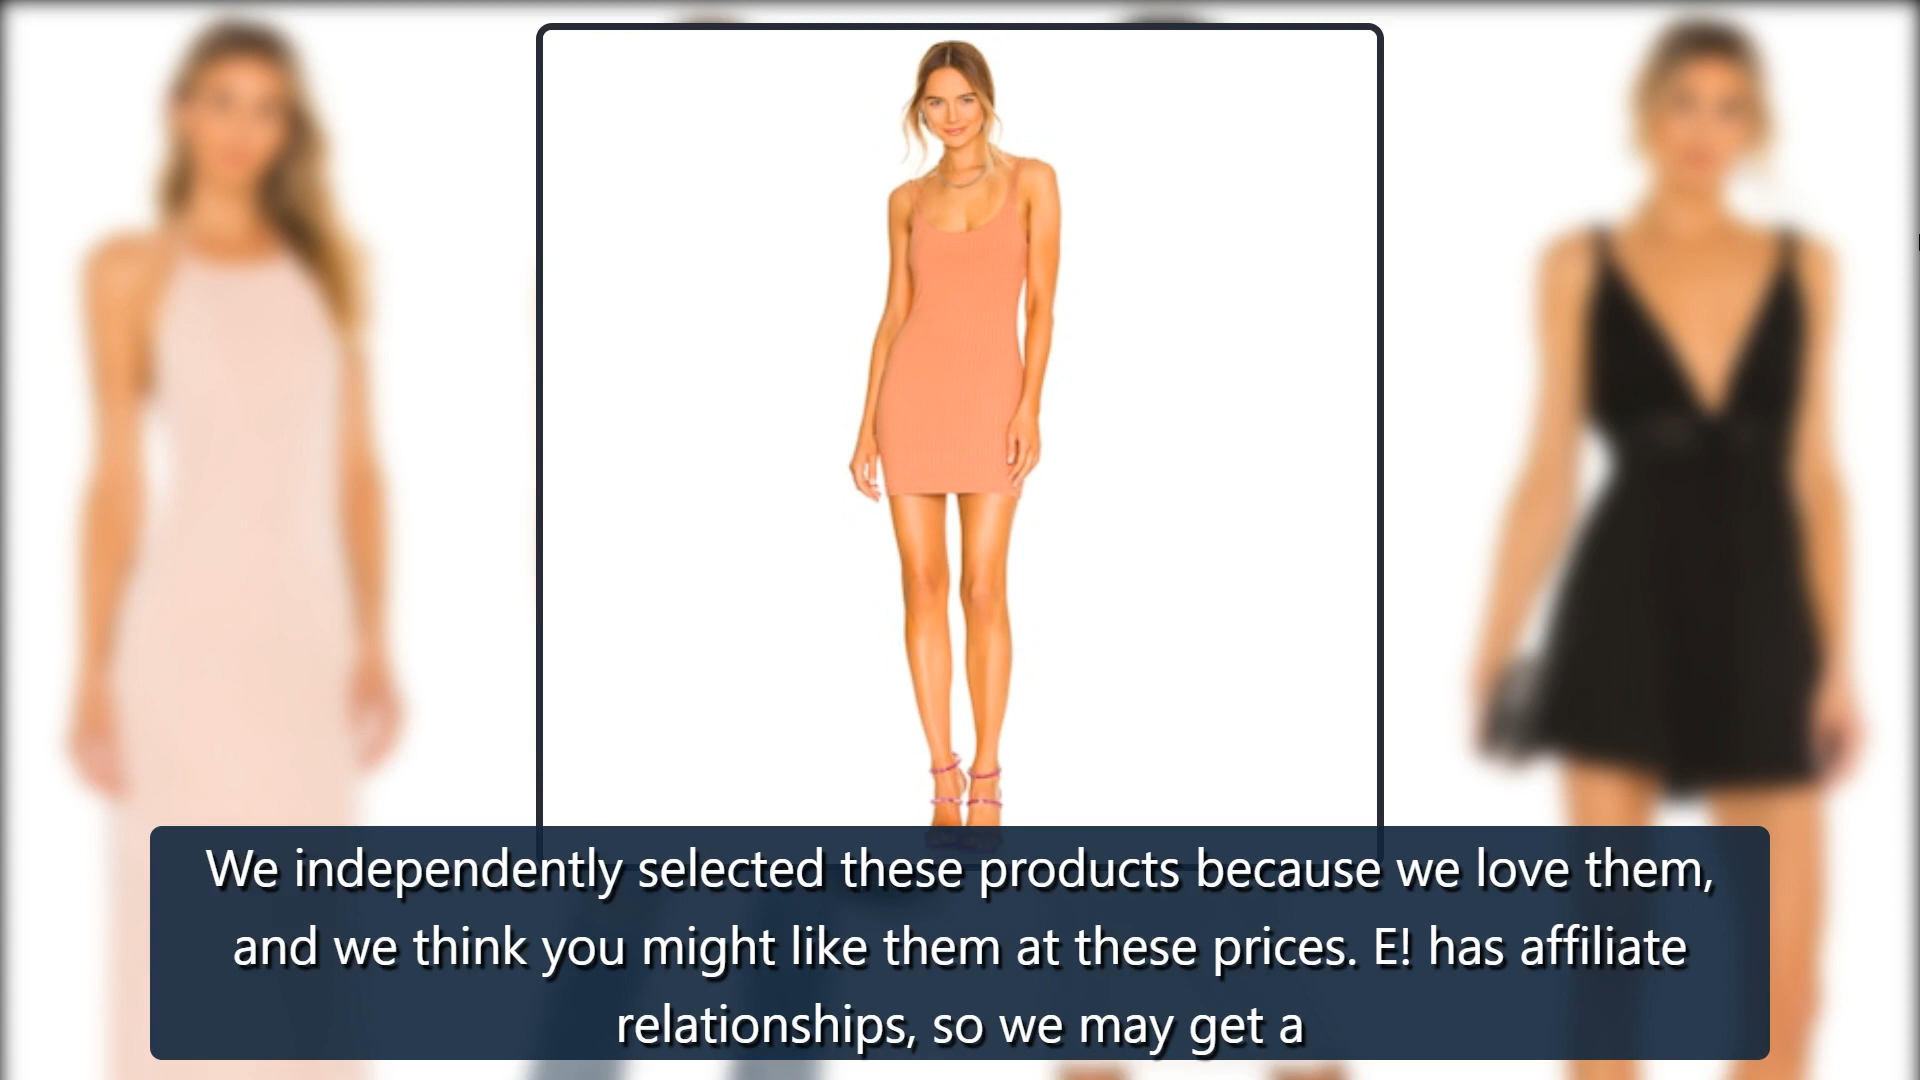 We independently selected these products because we love them,
and we think you might like them at these prices. E! has affiliate
relationships, so we may get a